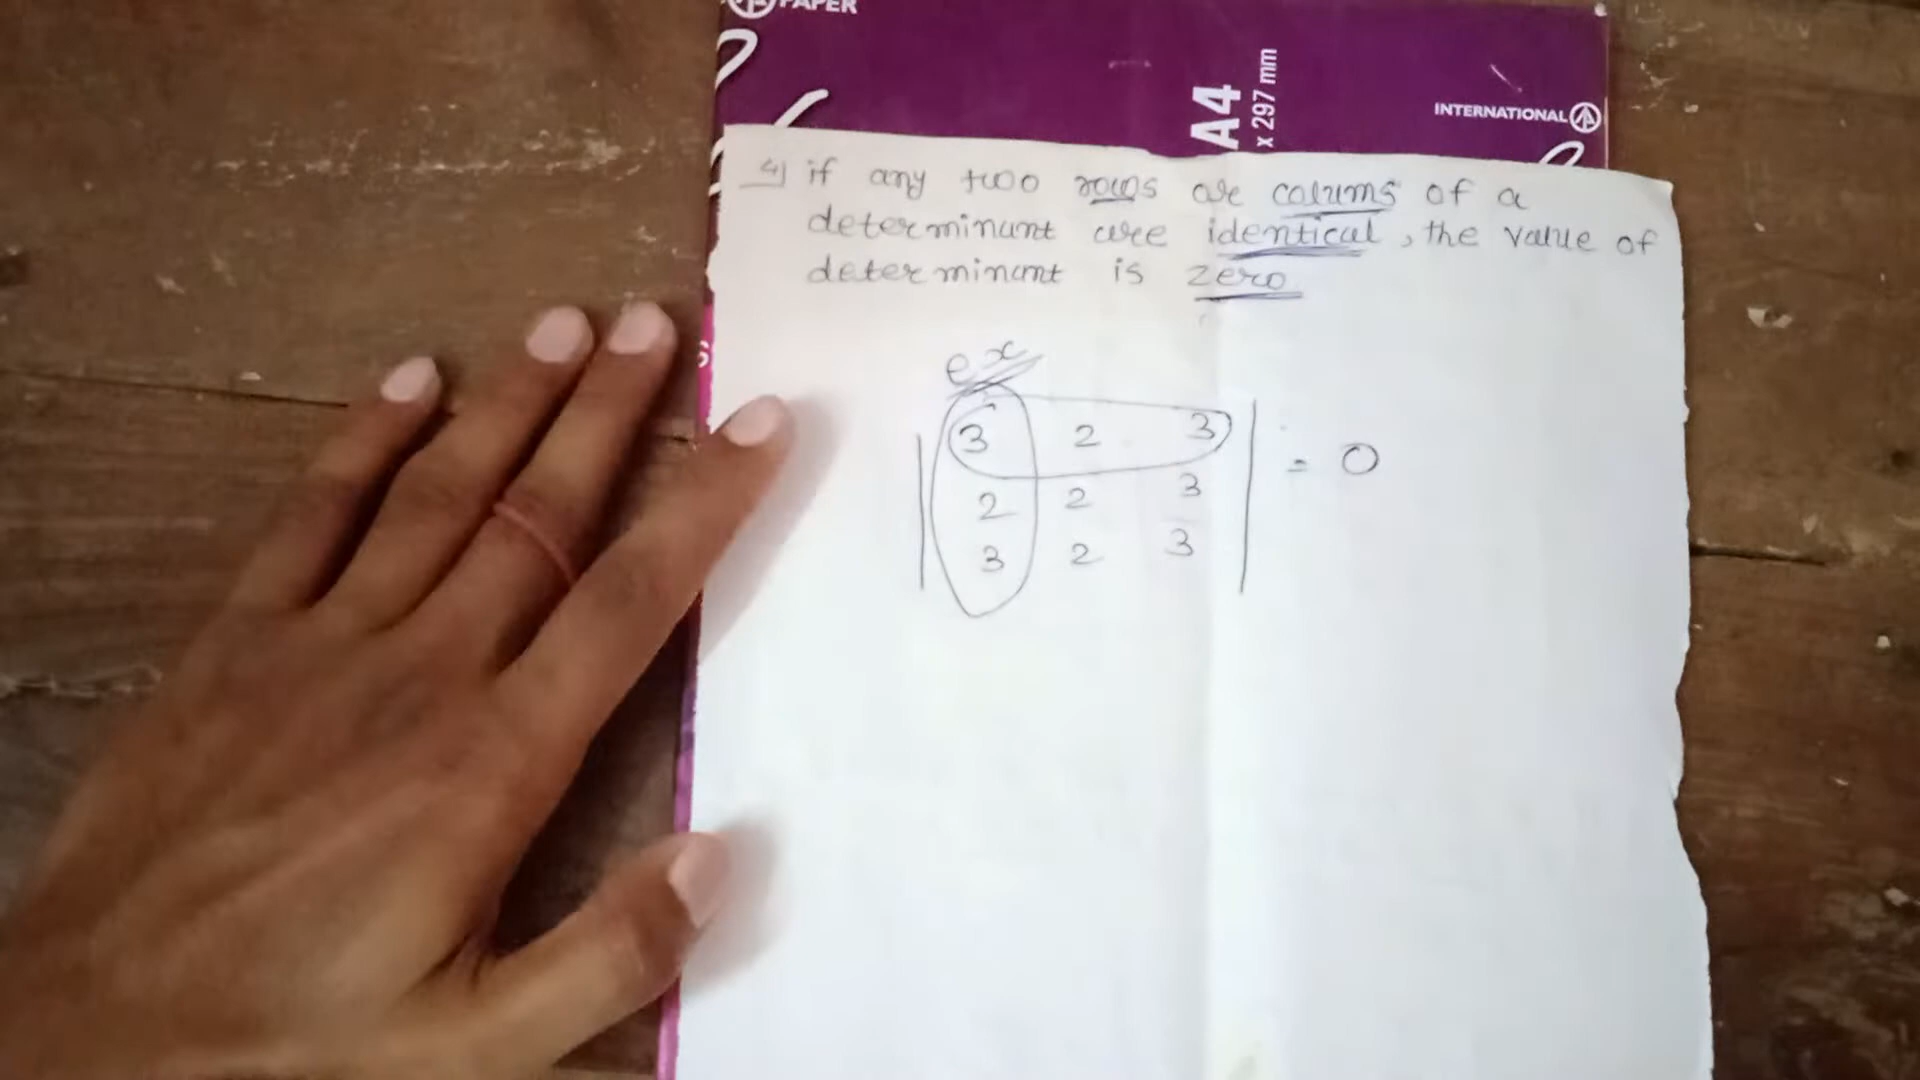 PAPER
A4
x 297 mm
INTERNATIONAL
4) if any two rows are colums of a
determinant are identical, the value of
determinant is zero
ex
3 2 3
2 2 3 = 0
3 2 3